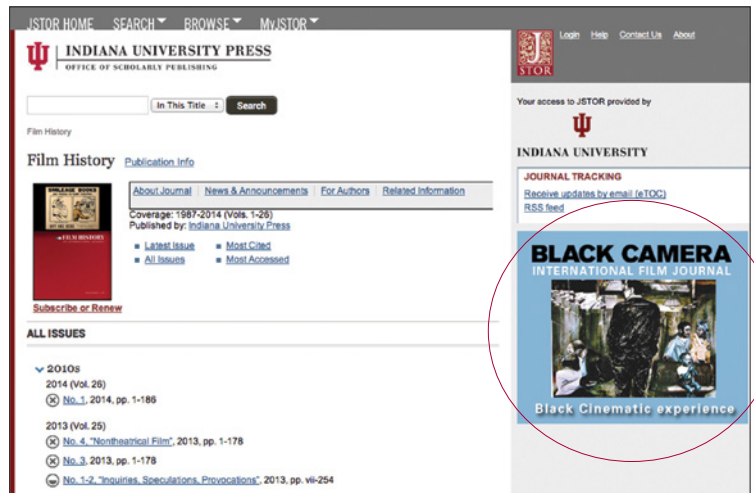 JSTOR HOME SEARCH BROWSE MyJSTOR
INDIANA UNIVERSITY PRESS
OFFICE OF SCHOLARLY PUBLISHING
In This Title Search
Film History
Film History Publication Info
SMILEAGE BOOKS
FILM HISTORY
About Journal News & Announcements For Authors Related Information
Coverage: 1987-2014 (Vols. 1-26)
Published by: Indiana University Press
Latest Issue Most Cited
All Issues Most Accessed
Subscribe or Renew
ALL ISSUES
2010s
2014 (Vol. 26)
No. 1, 2014, pp. 1-186
2013 (Vol. 25)
No. 4, "Nontheatrical Film", 2013, pp. 1-178
No. 3, 2013, pp. 1-178
No. 1-2, "Inquiries, Speculations, Provocations", 2013, pp. vii-254
J
STOR
Login Help Contact Us About
Your access to JSTOR provided by
INDIANA UNIVERSITY
JOURNAL TRACKING
Receive updates by email (eTOC)
RSS feed
BLACK CAMERA
INTERNATIONAL FILM JOURNAL
Black Cinematic experience